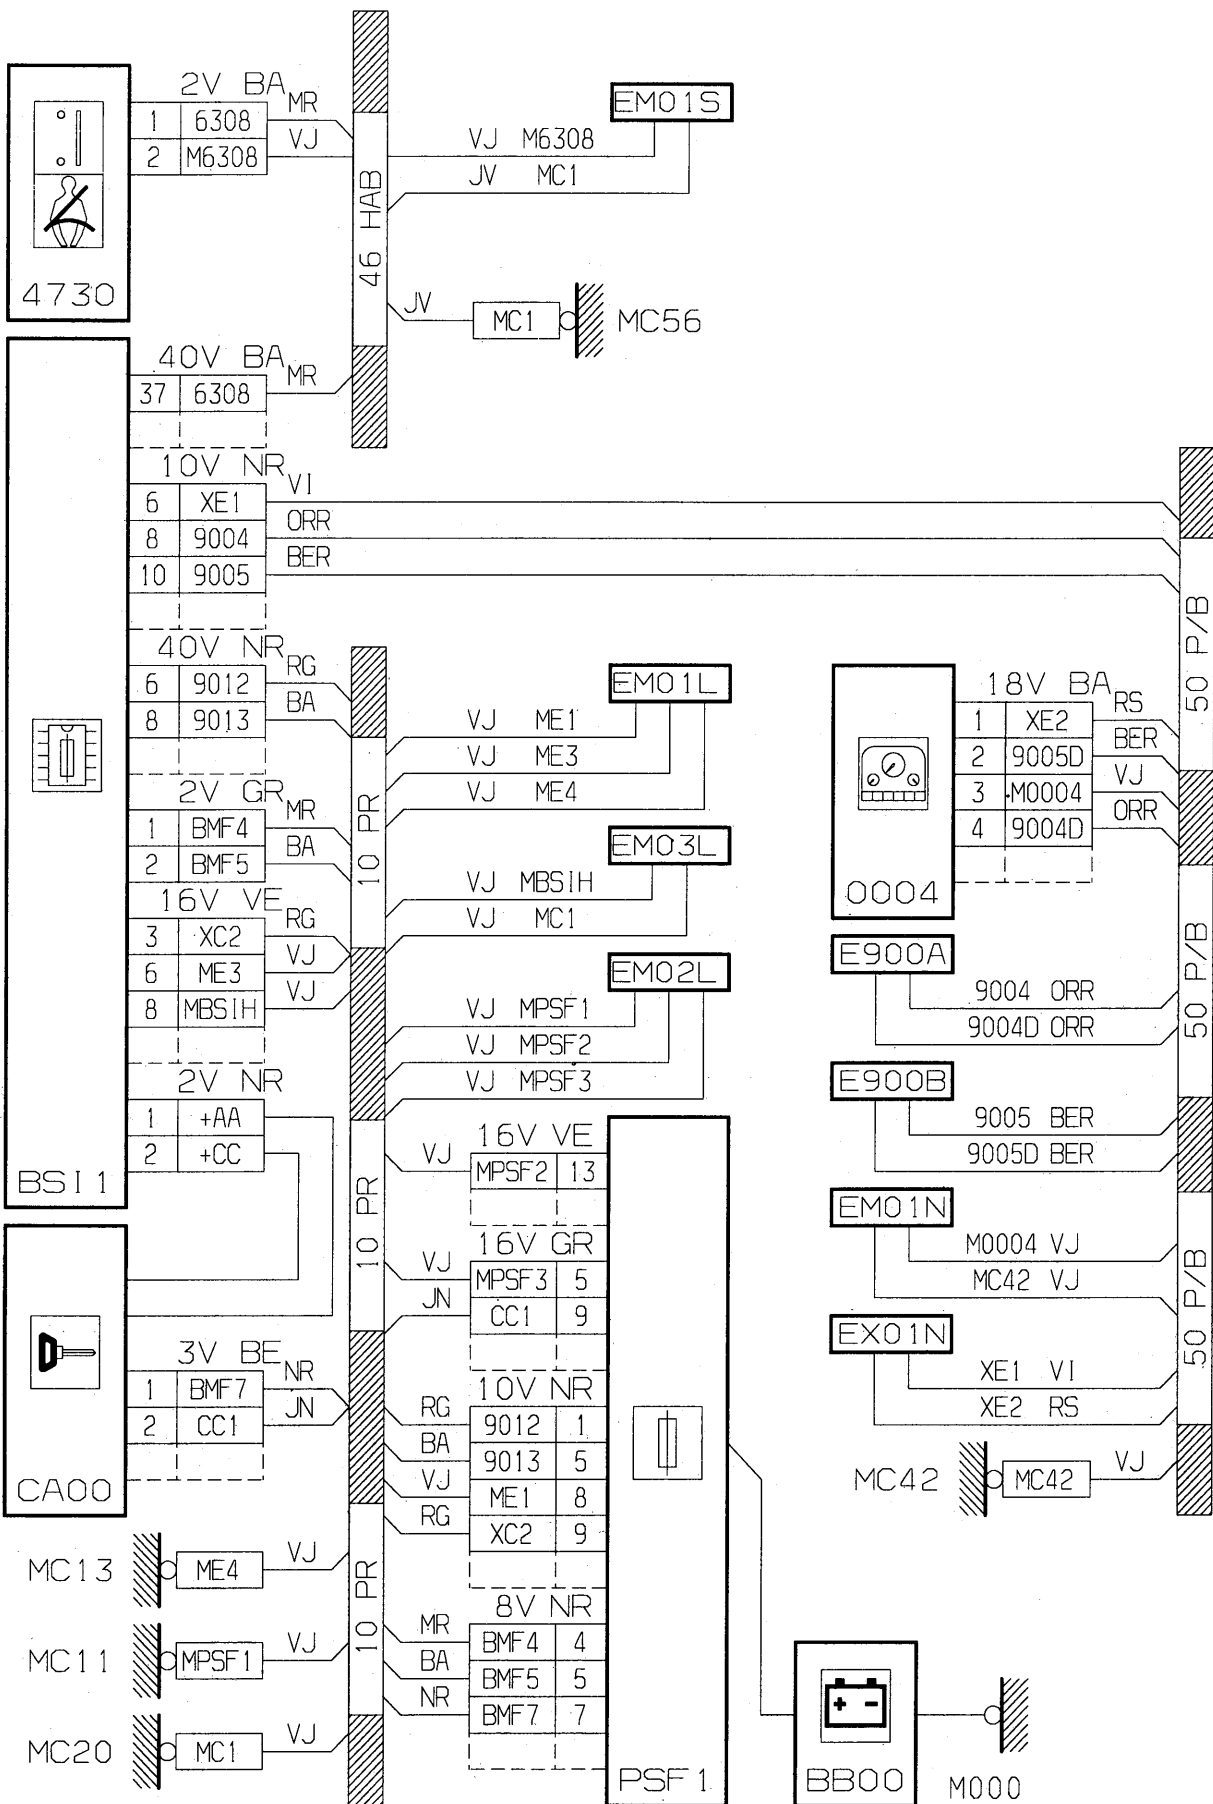 2V BA
1 6308 MR
2 M6308 VJ
4730
46 HAB
EM01S
VJ M6308
JV MC1
JV MC1 MC56
40V BA
37 6308 MR
10V NR
6 XE1 VI
8 9004 ORR
10 9005 BER
40V NR
6 9012 RG
8 9013 BA
2V GR
1 BMF4 MR
2 BMF5 BA
16V VE
3 XC2 RG
6 ME3 VJ
8 MBSIH VJ
2V NR
1 +AA
2 +CC
BSI1
10 PR
EM01L
VJ ME1
VJ ME3
VJ ME4
EM03L
VJ MBSIH
VJ MC1
EM02L
VJ MPSF1
VJ MPSF2
VJ MPSF3
50 P/B
18V BA
1 XE2 RS
2 9005D BER
3 M0004 VJ
4 9004D ORR
0004
E900A
9004 ORR
9004D ORR
50 P/B
E900B
9005 BER
9005D BER
EM01N
M0004 VJ
MC42 VJ
50 P/B
EX01N
XE1 VI
XE2 RS
MC42 MC42 VJ
10 PR
16V VE
VJ MPSF2 13
16V GR
VJ MPSF3 5
JN CC1 9
10V NR
RG 9012 1
BA 9013 5
VJ ME1 8
RG XC2 9
8V NR
MR BMF4 4
BA BMF5 5
NR BMF7 7
PSF1
3V BE
1 BMF7 NR
2 CC1 JN
CA00
10 PR
MC13 ME4 VJ
MC11 MPSF1 VJ
MC20 MC1 VJ
+ -
BB00
M000